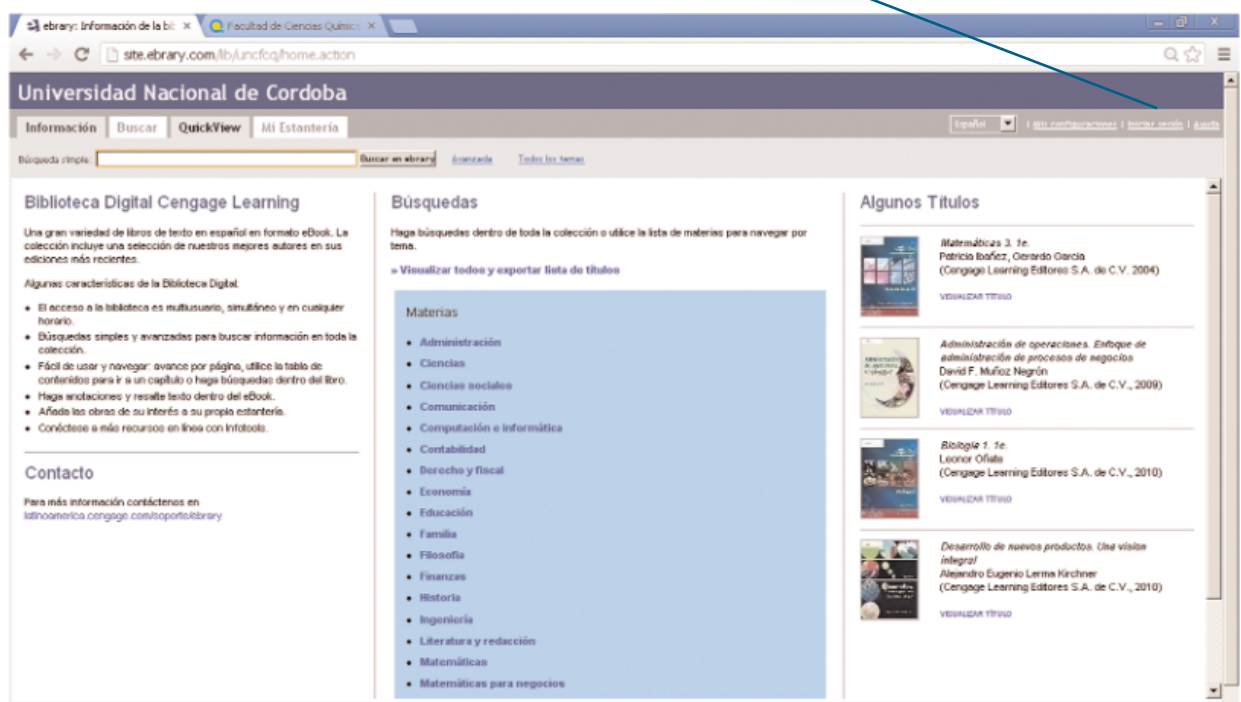 ebrary: Información de la bi
Facultad de Ciencias Químic
site.ebrary.com/lib/uncfcq/home.action
Universidad Nacional de Cordoba
Información Buscar QuickView Mi Estantería
Español | Mis configuraciones | Iniciar sesión | Ayuda
Búsqueda simple: Buscar en ebrary Avanzada Todos los temas
Biblioteca Digital Cengage Learning
Una gran variedad de libros de texto en español en formato eBook. La
colección incluye una selección de nuestros mejores autores en sus
ediciones más recientes.
Algunas características de la Biblioteca Digital:
• El acceso a la biblioteca es multiusuario, simultáneo y en cualquier
horario.
• Búsquedas simples y avanzadas para buscar información en toda la
colección.
• Fácil de usar y navegar: avance por página, utilice la tabla de
contenidos para ir a un capítulo o haga búsquedas dentro del libro.
• Haga anotaciones y resalte texto dentro del eBook.
• Añada las obras de su interés a su propia estantería.
• Conéctese a más recursos en línea con Infotools.
Contacto
Para más información contáctenos en
latinoamerica.cengage.com/soporte/ebrary
Búsquedas
Haga búsquedas dentro de toda la colección o utilice la lista de materias para navegar por
tema.
» Visualizar todos y exportar lista de títulos
Materias
• Administración
• Ciencias
• Ciencias sociales
• Comunicación
• Computación e informática
• Contabilidad
• Derecho y fiscal
• Economía
• Educación
• Familia
• Filosofía
• Finanzas
• Historia
• Ingeniería
• Literatura y redacción
• Matemáticas
• Matemáticas para negocios
Algunos Títulos
Matemáticas 3. 1e.
Patricia Ibañez, Gerardo Garcia
(Cengage Learning Editores S.A. de C.V. 2004)
VISUALIZAR TÍTULO
Administración de operaciones. Enfoque de
administración de procesos de negocios
David F. Muñoz Negrón
(Cengage Learning Editores S.A. de C.V., 2009)
VISUALIZAR TÍTULO
Biología 1. 1e.
Leonor Oñate
(Cengage Learning Editores S.A. de C.V., 2010)
VISUALIZAR TÍTULO
Desarrollo de nuevos productos. Una vision
integral
Alejandro Eugenio Lerma Kirchner
(Cengage Learning Editores S.A. de C.V., 2010)
VISUALIZAR TÍTULO